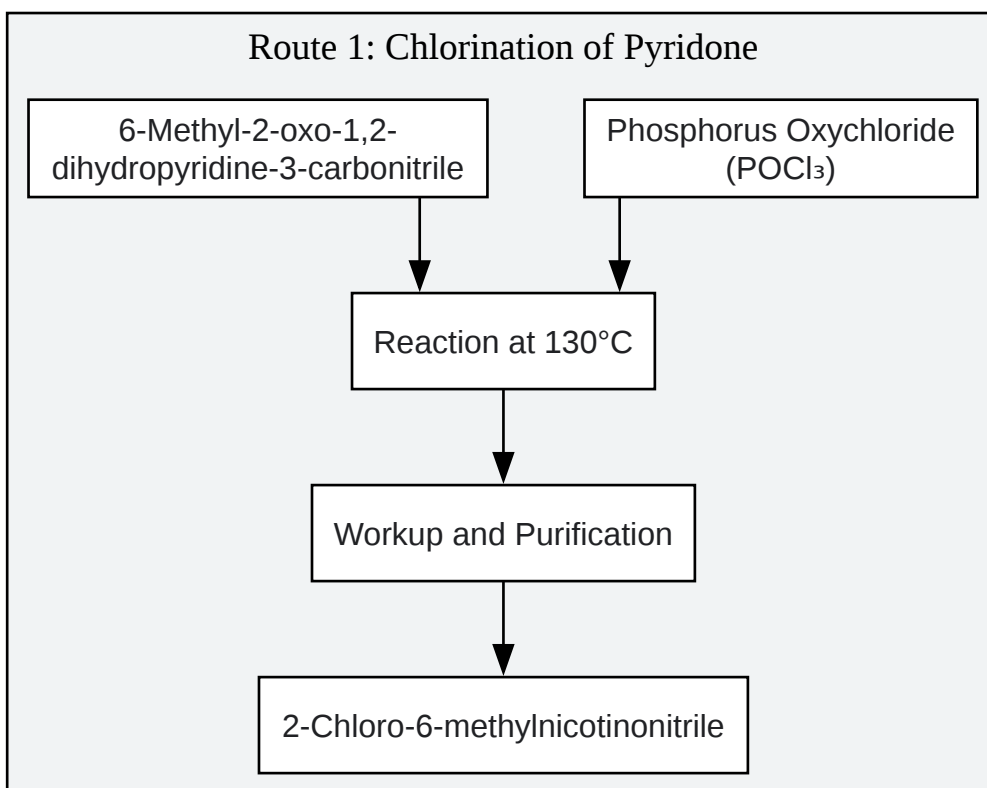 Route 1: Chlorination of Pyridone
6-Methyl-2-oxo-1,2-
dihydropyridine-3-carbonitrile
Phosphorus Oxychloride
(POCl₃)
Reaction at 130°C
Workup and Purification
2-Chloro-6-methylnicotinonitrile